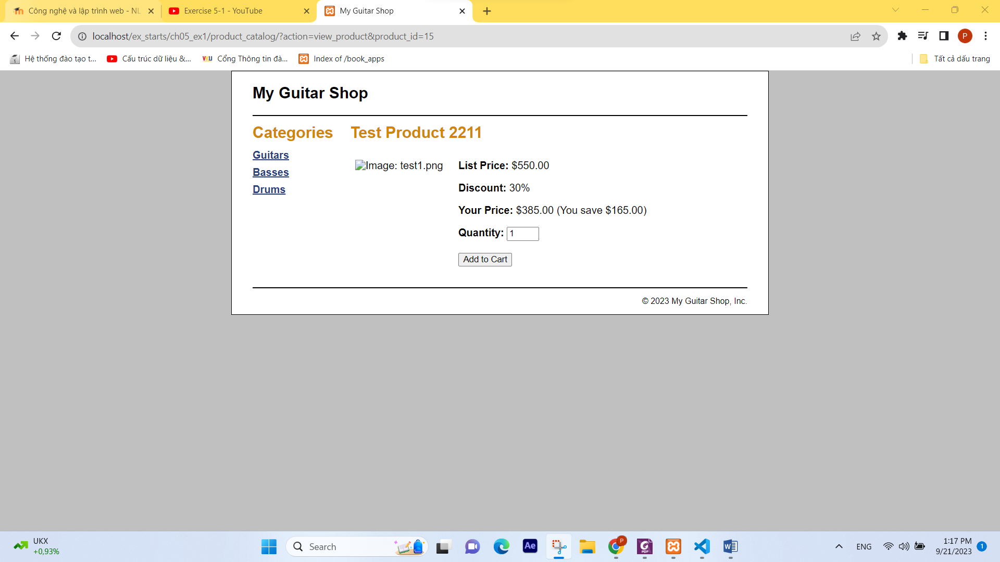 Công nghệ và lập trình web - NL
Exercise 5-1 - YouTube
My Guitar Shop
localhost/ex_starts/ch05_ex1/product_catalog/?action=view_product&product_id=15
P
Hệ thống đào tạo t...
Cấu trúc dữ liệu &...
VKU
Cổng Thông tin đà...
Index of /book_apps
Tất cả dấu trang
My Guitar Shop
Categories
Test Product 2211
Guitars
Basses
Drums
Image: test1.png
List Price: $550.00
Discount: 30%
Your Price: $385.00 (You save $165.00)
Quantity: 1
Add to Cart
© 2023 My Guitar Shop, Inc.
UKX
+0,93%
Search
Ae
P
PDF
W
ENG
1:17 PM
9/21/2023
1